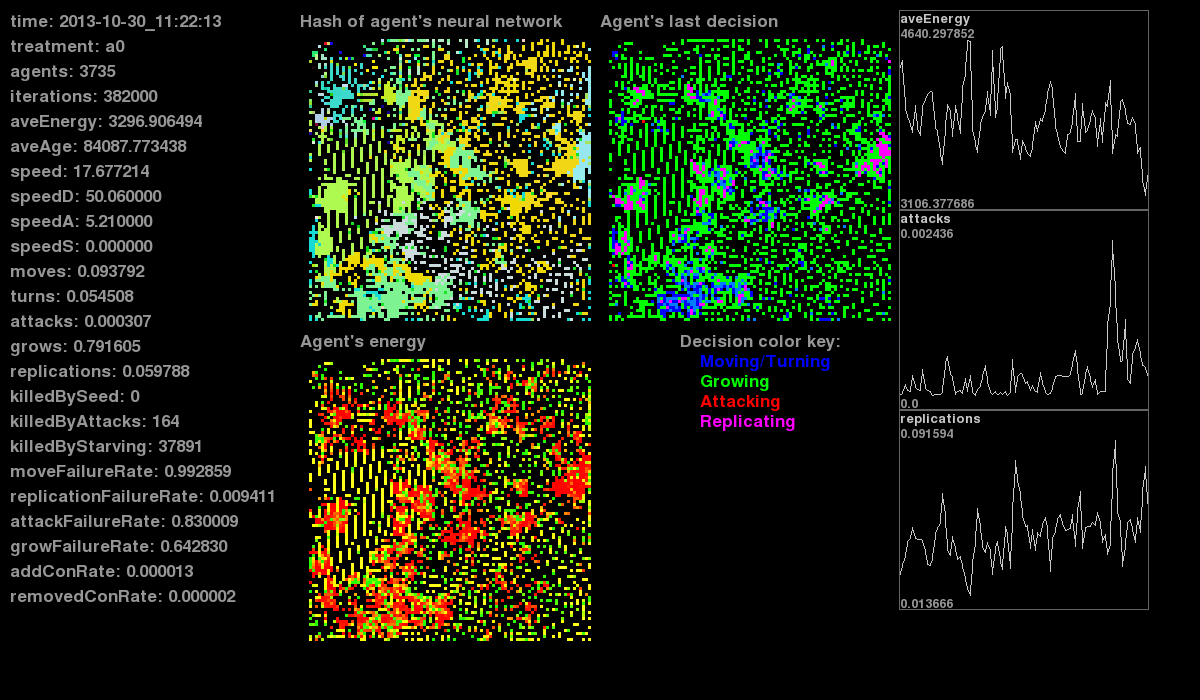 time: 2013-10-30_11:22:13
treatment: a0
agents: 3735
iterations: 382000
aveEnergy: 3296.906494
aveAge: 84087.773438
speed: 17.677214
speedD: 50.060000
speedA: 5.210000
speedS: 0.000000
moves: 0.093792
turns: 0.054508
attacks: 0.000307
grows: 0.791605
replications: 0.059788
killedBySeed: 0
killedByAttacks: 164
killedByStarving: 37891
moveFailureRate: 0.992859
replicationFailureRate: 0.009411
attackFailureRate: 0.830009
growFailureRate: 0.642830
addConRate: 0.000013
removedConRate: 0.000002
Hash of agent's neural network
Agent's last decision
Agent's energy
Decision color key:
Moving/Turning
Growing
Attacking
Replicating
aveEnergy
4640.297852
3106.377686
attacks
0.002436
0.0
replications
0.091594
0.013666